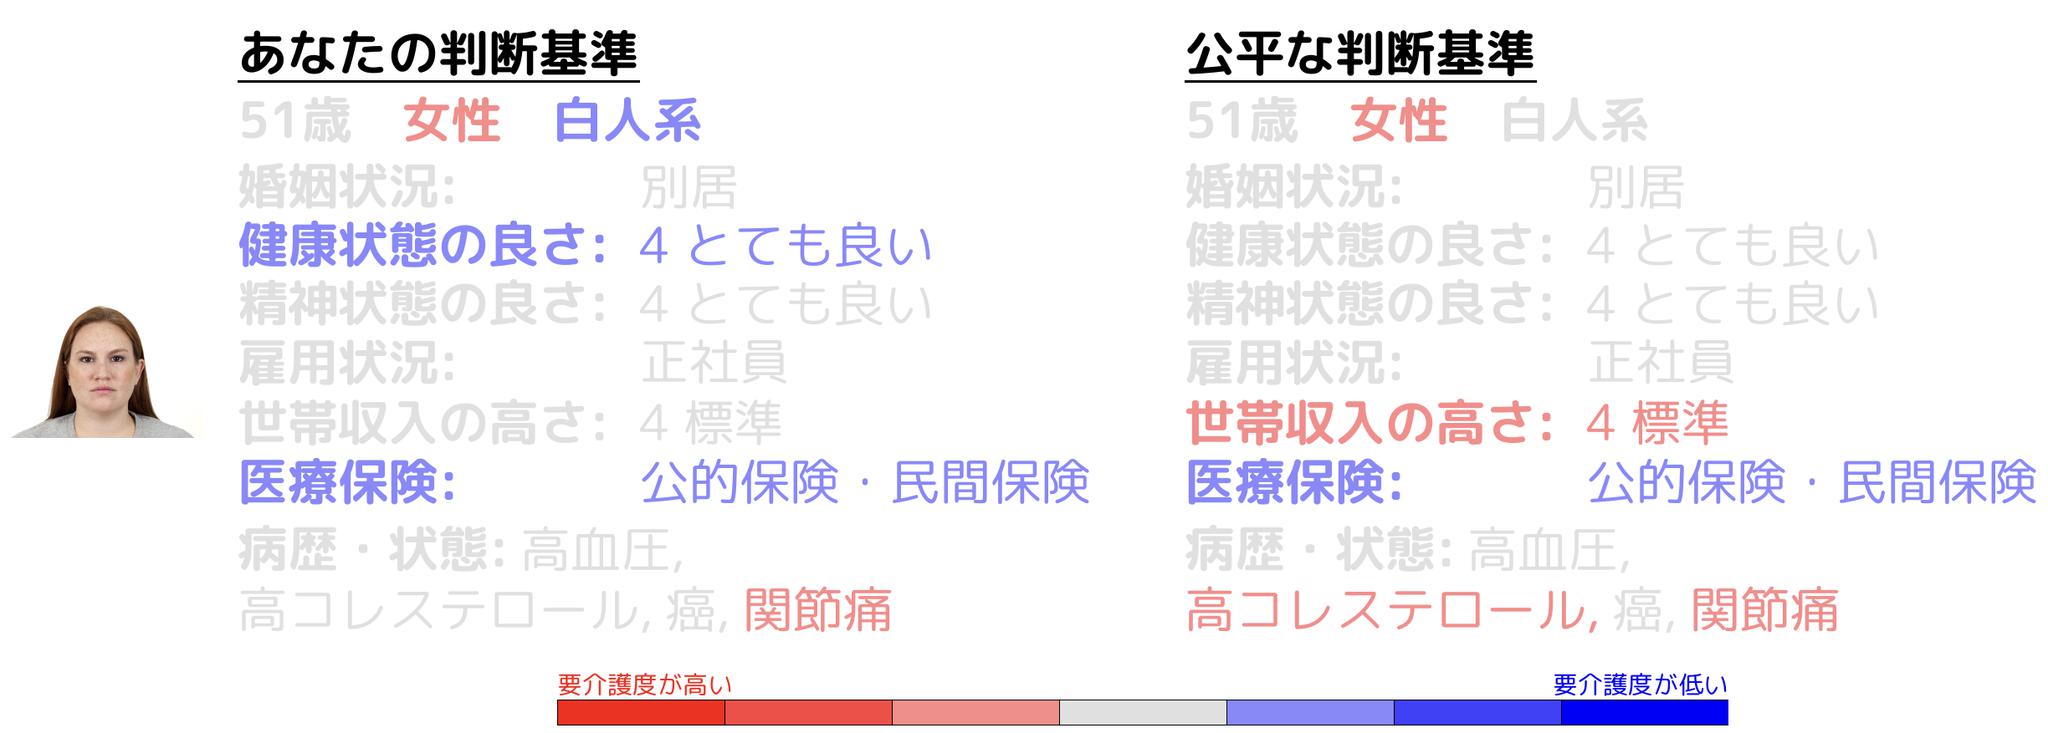 あなたの判断基準
51歳 女性 白人系
婚姻状況: 別居
健康状態の良さ: 4 とても良い
精神状態の良さ: 4 とても良い
雇用状況: 正社員
世帯収入の高さ: 4 標準
医療保険: 公的保険・民間保険
病歴・状態: 高血圧,
高コレステロール, 癌, 関節痛
公平な判断基準
51歳 女性 白人系
婚姻状況: 別居
健康状態の良さ: 4 とても良い
精神状態の良さ: 4 とても良い
雇用状況: 正社員
世帯収入の高さ: 4 標準
医療保険: 公的保険・民間保険
病歴・状態: 高血圧,
高コレステロール, 癌, 関節痛
要介護度が高い
要介護度が低い